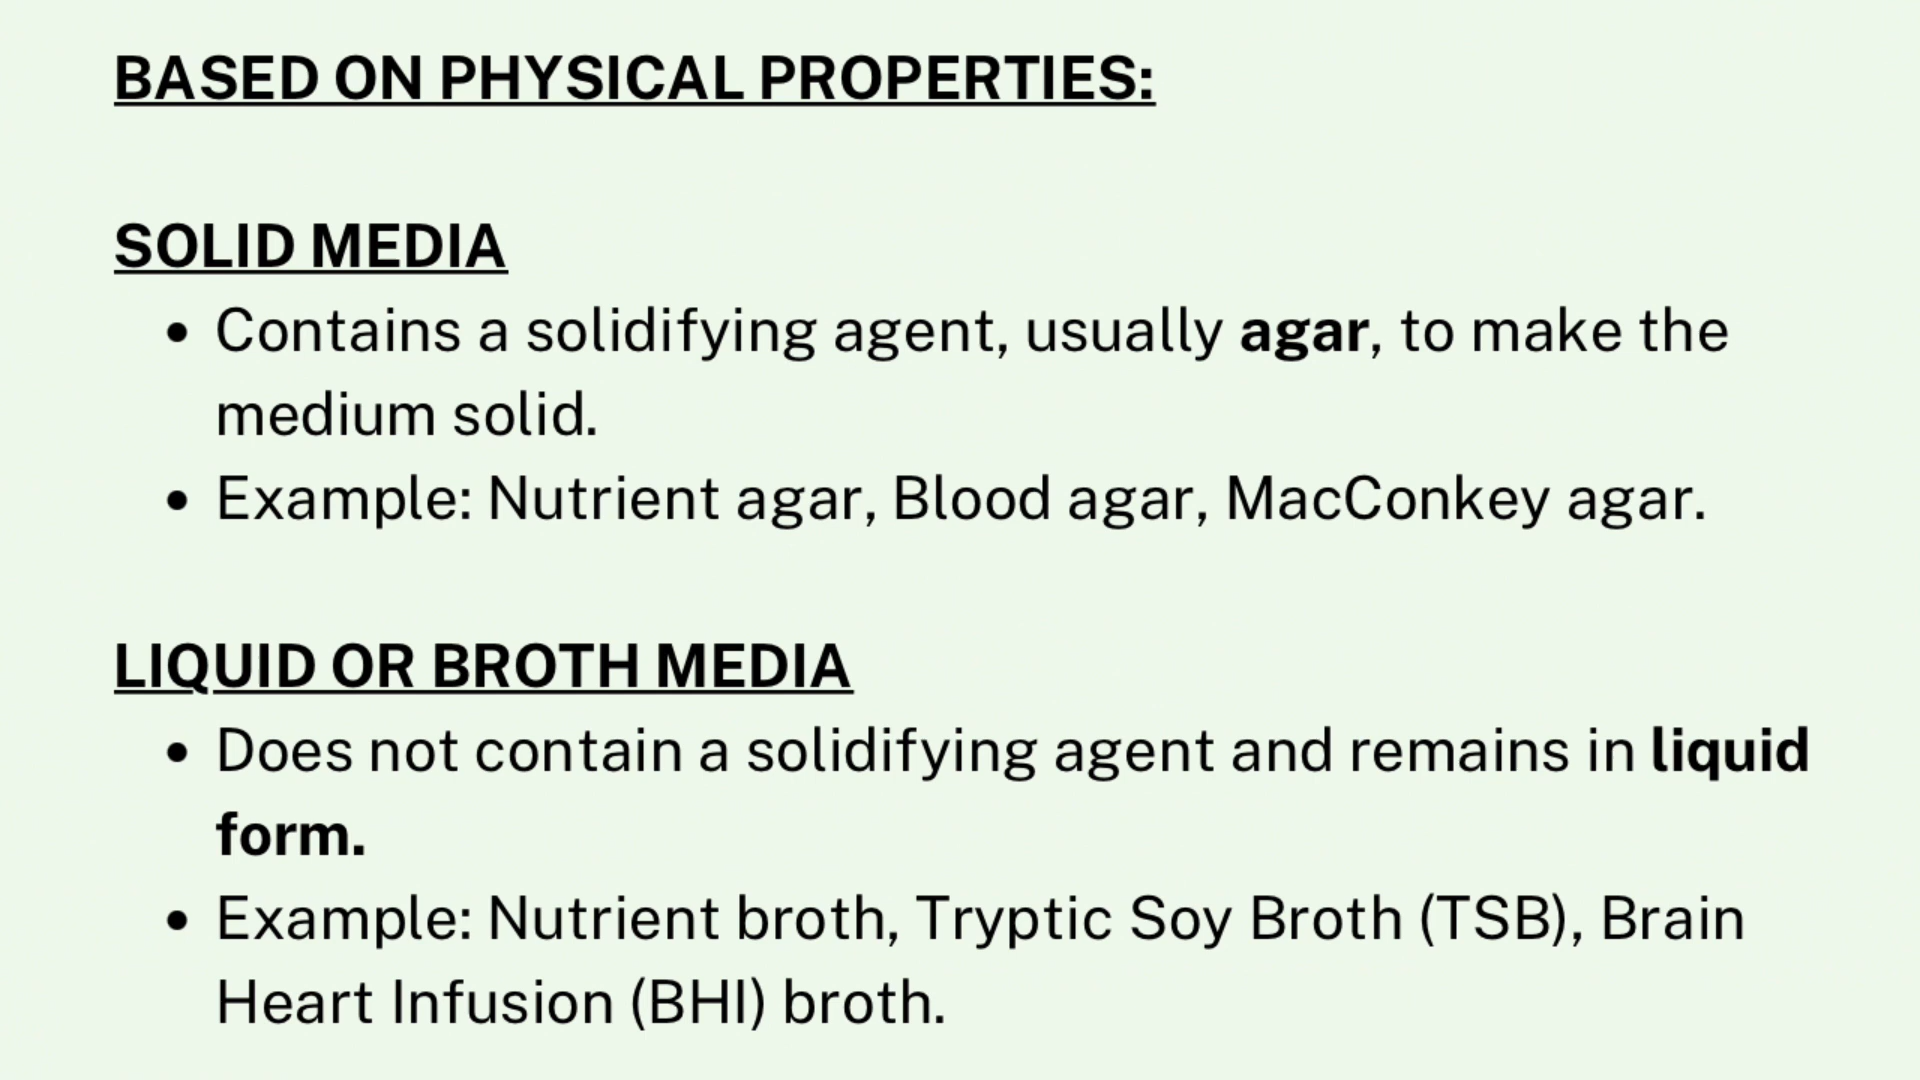 BASED ON PHYSICAL PROPERTIES:
SOLID MEDIA
• Contains a solidifying agent, usually agar, to make the
medium solid.
• Example: Nutrient agar, Blood agar, MacConkey agar.
LIQUID OR BROTH MEDIA
• Does not contain a solidifying agent and remains in liquid
form.
• Example: Nutrient broth, Tryptic Soy Broth (TSB), Brain
Heart Infusion (BHI) broth.